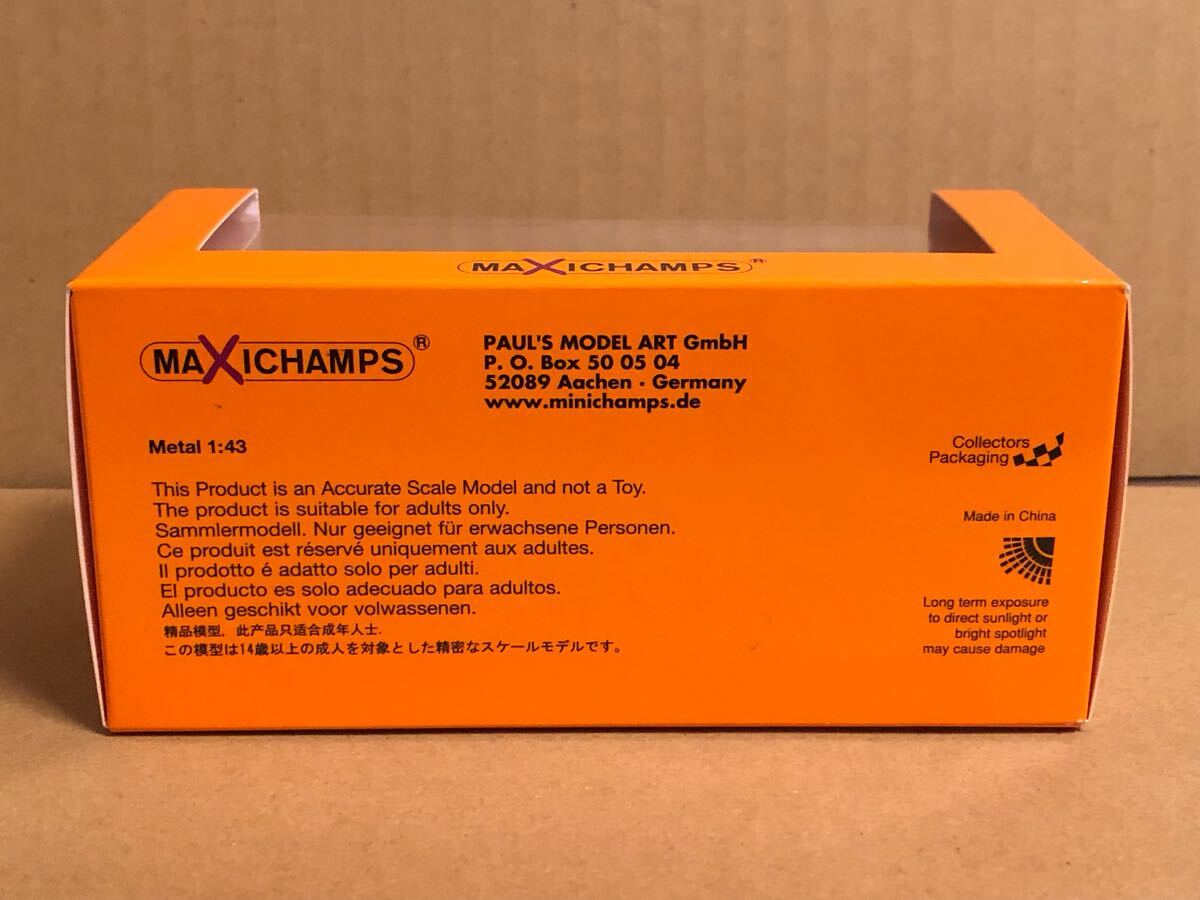 MAXICHAMPS®
MAXICHAMPS®
PAUL'S MODEL ART GmbH
P. O. Box 50 05 04
52089 Aachen · Germany
www.minichamps.de
Metal 1:43
This Product is an Accurate Scale Model and not a Toy.
The product is suitable for adults only.
Sammlermodell. Nur geeignet für erwachsene Personen.
Ce produit est réservé uniquement aux adultes.
Il prodotto é adatto solo per adulti.
El producto es solo adecuado para adultos.
Alleen geschikt voor volwassenen.
精品模型，此产品只适合成年人士.
この模型は14歳以上の成人を対象とした精密なスケールモデルです。
Collectors
Packaging
Made in China
Long term exposure
to direct sunlight or
bright spotlight
may cause damage